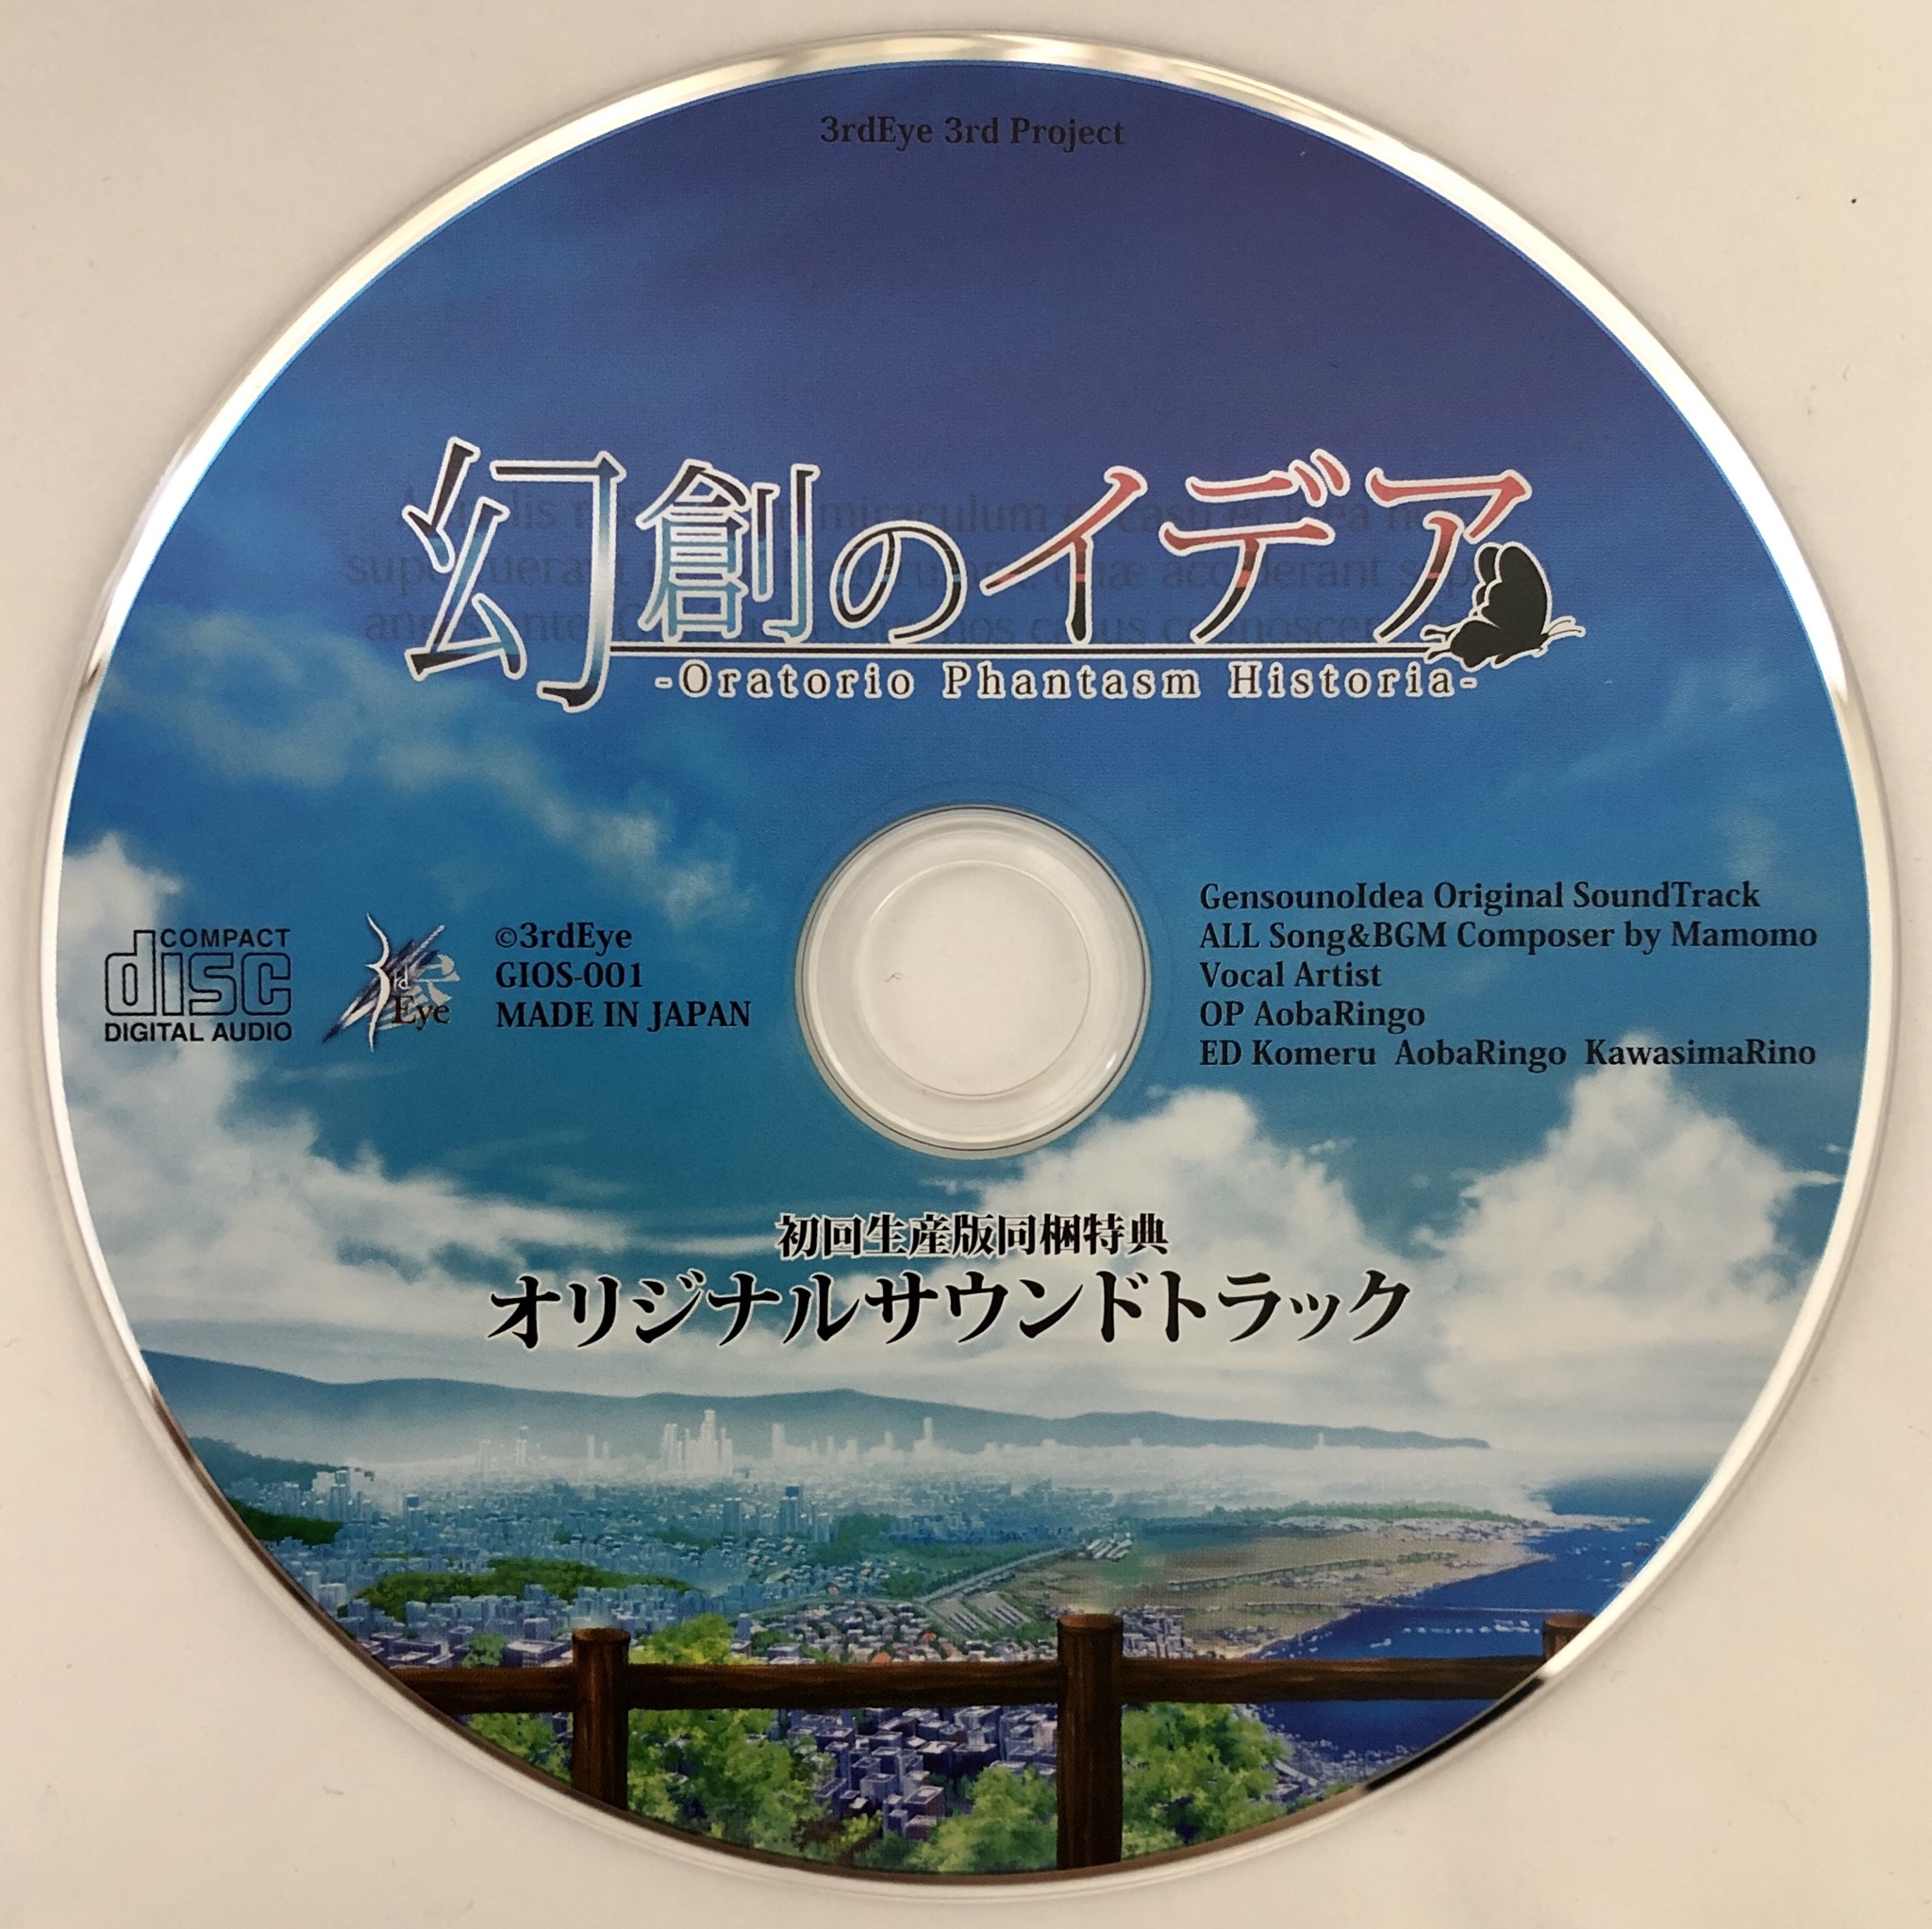 3rdEye 3rd Project
幻創のイデア
-Oratorio Phantasm Historia-
COMPACT
disc
DIGITAL AUDIO
3rd
Eye
©3rdEye
GIOS-001
MADE IN JAPAN
GensounoIdea Original SoundTrack
ALL Song&BGM Composer by Mamomo
Vocal Artist
OP AobaRingo
ED Komeru AobaRingo KawasimaRino
初回生産版同梱特典
オリジナルサウンドトラック